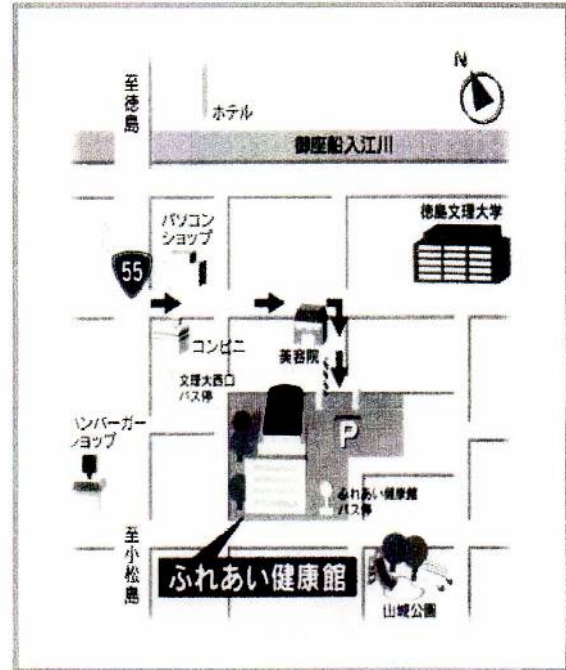 N
至徳島
ホテル
御座船入江川
徳島文理大学
パソコン
ショップ
55
コンビニ
美容院
文理大西口
バス停
ハンバーガー
ショップ
P
ふれあい健康館
バス停
至小松島
ふれあい健康館
山城公園